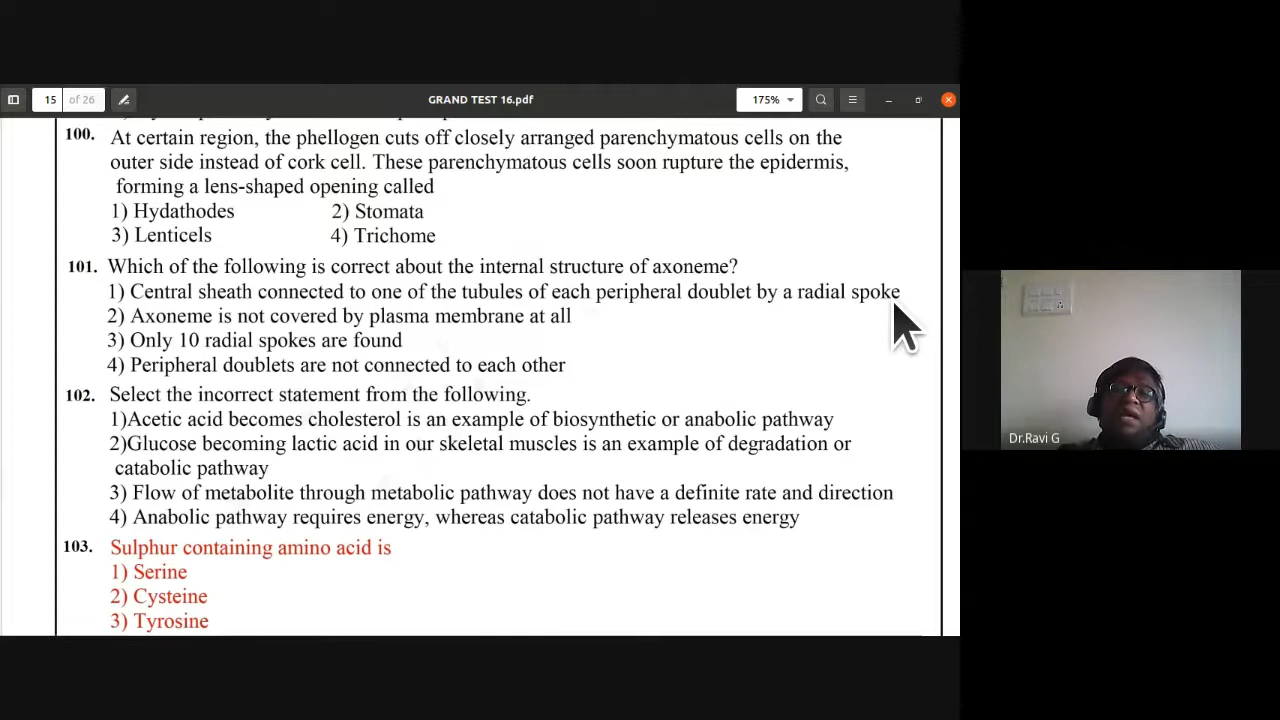 15 of 26
GRAND TEST 16.pdf
175%
100. At certain region, the phellogen cuts off closely arranged parenchymatous cells on the
outer side instead of cork cell. These parenchymatous cells soon rupture the epidermis,
forming a lens-shaped opening called
1) Hydathodes 2) Stomata
3) Lenticels 4) Trichome
101. Which of the following is correct about the internal structure of axoneme?
1) Central sheath connected to one of the tubules of each peripheral doublet by a radial spoke
2) Axoneme is not covered by plasma membrane at all
3) Only 10 radial spokes are found
4) Peripheral doublets are not connected to each other
102. Select the incorrect statement from the following.
1)Acetic acid becomes cholesterol is an example of biosynthetic or anabolic pathway
2)Glucose becoming lactic acid in our skeletal muscles is an example of degradation or
catabolic pathway
3) Flow of metabolite through metabolic pathway does not have a definite rate and direction
4) Anabolic pathway requires energy, whereas catabolic pathway releases energy
103. Sulphur containing amino acid is
1) Serine
2) Cysteine
3) Tyrosine
Dr.Ravi G